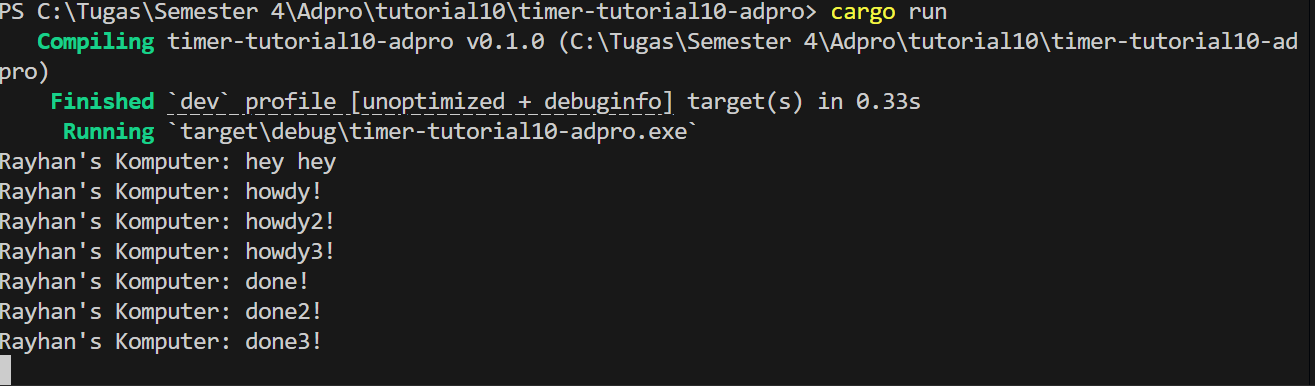 PS C:\Tugas\Semester 4\Adpro\tutorial10\timer-tutorial10-adpro> cargo run
   Compiling timer-tutorial10-adpro v0.1.0 (C:\Tugas\Semester 4\Adpro\tutorial10\timer-tutorial10-ad
pro)
    Finished `dev` profile [unoptimized + debuginfo] target(s) in 0.33s
     Running `target\debug\timer-tutorial10-adpro.exe`
Rayhan's Komputer: hey hey
Rayhan's Komputer: howdy!
Rayhan's Komputer: howdy2!
Rayhan's Komputer: howdy3!
Rayhan's Komputer: done!
Rayhan's Komputer: done2!
Rayhan's Komputer: done3!